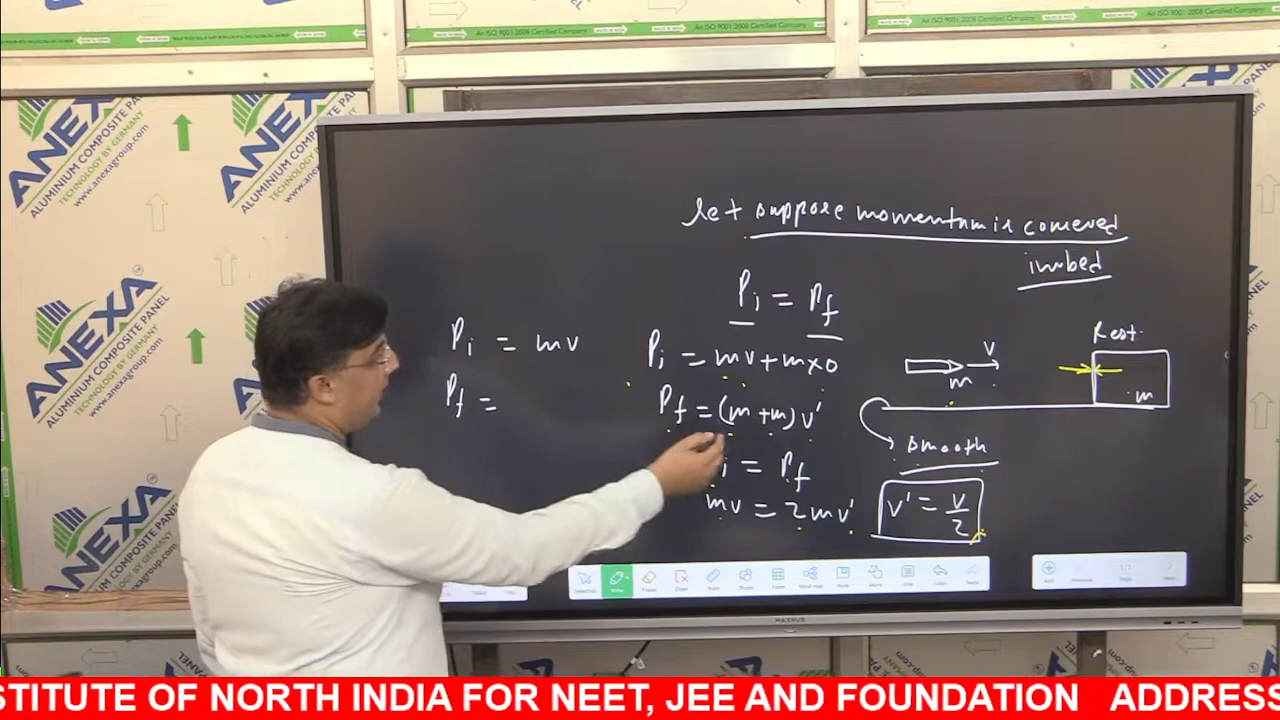 An ISO 9001:2008 Certified Company
ANEXA
ALUMINIUM COMPOSITE PANEL
TECHNOLOGY BY GERMANY
www.anexagroup.com
let suppose momentum is conserved
imbed
Pi = Pf
Pi = mv
Pf =
Pi = mv + m×0
Pf = (m + m) v'
i = Pf
mv = 2mv'
v' = v/2
Rest
v
m
m
smooth
MAXHUB
STITUTE OF NORTH INDIA FOR NEET, JEE AND FOUNDATION ADDRESS